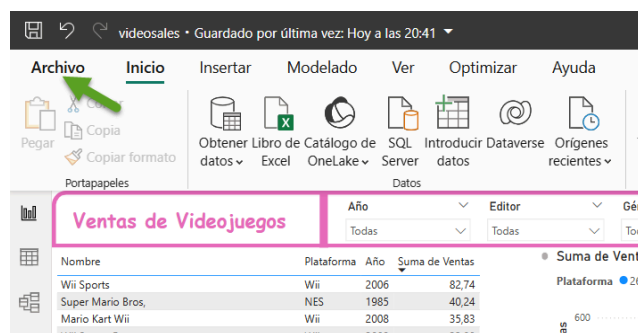 videosales • Guardado por última vez: Hoy a las 20:41
Archivo Inicio Insertar Modelado Ver Optimizar Ayuda
Pegar
Copia
Copiar formato
Portapapeles
Obtener datos
Libro de Excel
Catálogo de OneLake
SQL Server
Introducir datos
Dataverse
Orígenes recientes
Datos
Ventas de Videojuegos
Año Editor
Todas Todas
Nombre Plataforma Año Suma de Ventas
Wii Sports Wii 2006 82,74
Super Mario Bros, NES 1985 40,24
Mario Kart Wii Wii 2008 35,83
Suma de Vent
Plataforma
600